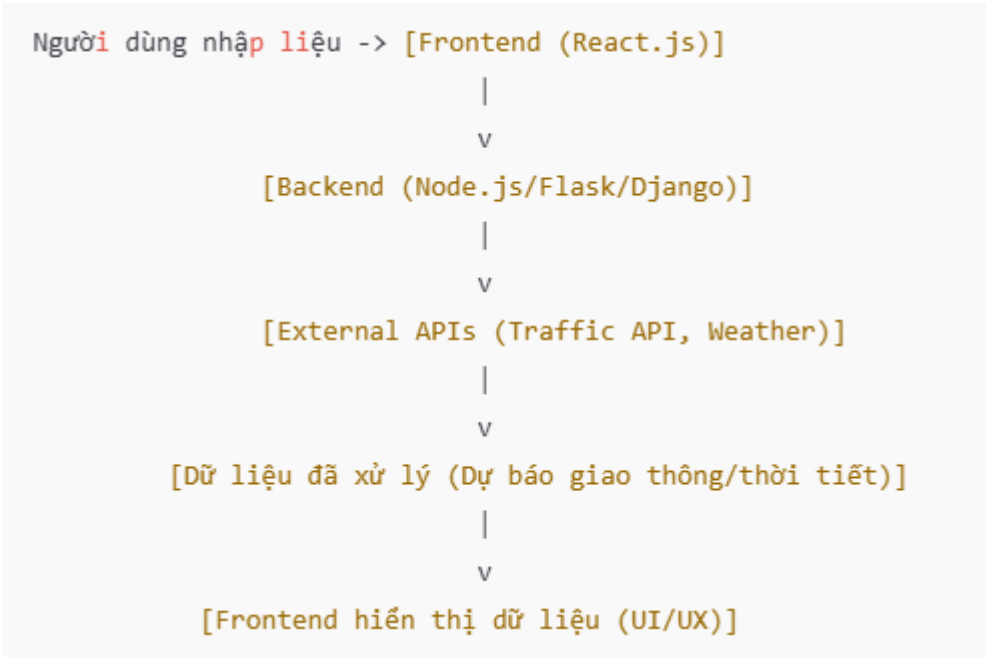 Người dùng nhập liệu -> [Frontend (React.js)]
|
v
[Backend (Node.js/Flask/Django)]
|
v
[External APIs (Traffic API, Weather)]
|
v
[Dữ liệu đã xử lý (Dự báo giao thông/thời tiết)]
|
v
[Frontend hiển thị dữ liệu (UI/UX)]